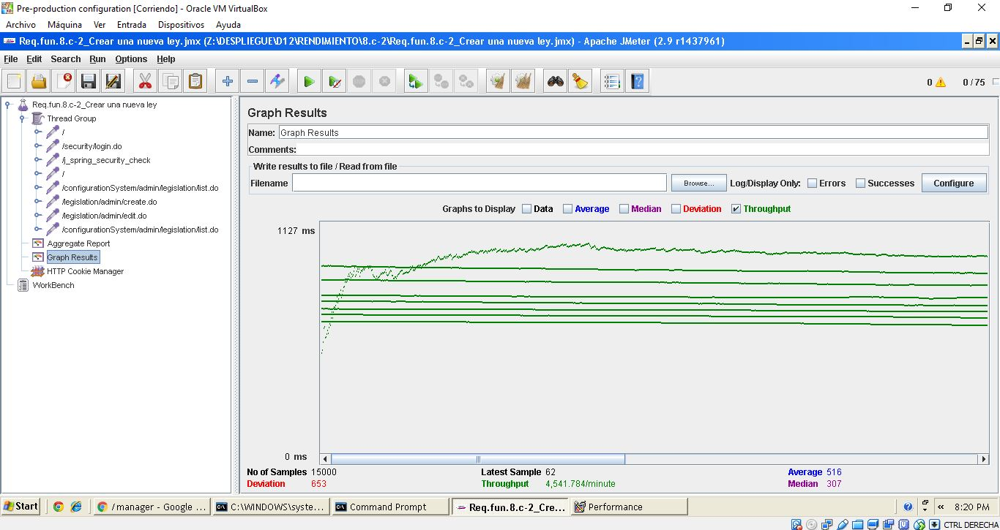 Pre-production configuration [Corriendo] - Oracle VM VirtualBox
Archivo Máquina Ver Entrada Dispositivos Ayuda
Req.fun.8.c-2_Crear una nueva ley.jmx (Z:\DESPLIEGUE\D12\RENDIMIENTO\8.c-2\Req.fun.8.c-2_Crear una nueva ley.jmx) - Apache JMeter (2.9 r1437961)
File Edit Search Run Options Help
0 0 / 75
Req.fun.8.c-2_Crear una nueva ley
Thread Group
/
/security/login.do
/j_spring_security_check
/
/configurationSystem/admin/legislation/list.do
/legislation/admin/create.do
/legislation/admin/edit.do
/configurationSystem/admin/legislation/list.do
Aggregate Report
Graph Results
HTTP Cookie Manager
WorkBench
Graph Results
Name: Graph Results
Comments:
Write results to file / Read from file
Filename Browse... Log/Display Only: Errors Successes Configure
Graphs to Display Data Average Median Deviation Throughput
1127 ms
0 ms
No of Samples 15000 Latest Sample 62 Average 516
Deviation 653 Throughput 4,541.784/minute Median 307
Start / manager - Google ... C:\WINDOWS\syste... Command Prompt Req.fun.8.c-2_Cre... Performance « 8:20 PM
CTRL DERECHA